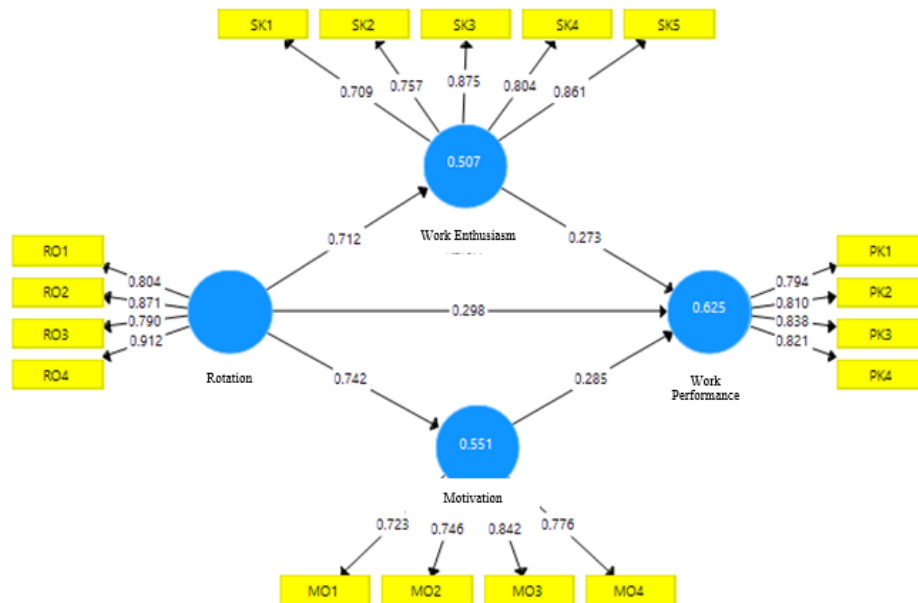 SK1 SK2 SK3 SK4 SK5
0.709 0.757 0.875 0.804 0.861
0.507
Work Enthusiasm
0.712 0.273
RO1
RO2
RO3
RO4
0.804
0.871
0.790
0.912
Rotation
0.298
0.742 0.285
0.625
Work
Performance
0.794
0.810
0.838
0.821
PK1
PK2
PK3
PK4
0.551
Motivation
0.723 0.746 0.842 0.776
MO1 MO2 MO3 MO4